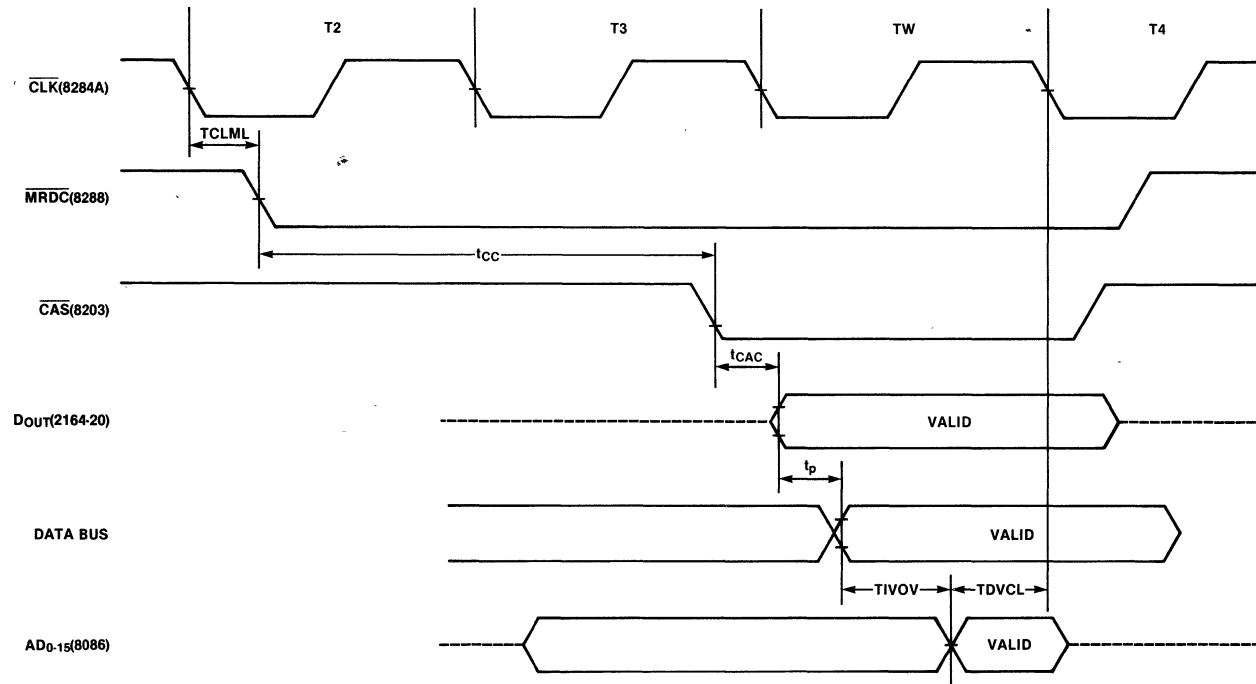 T2 T3 TW T4
CLK(8284A)
TCLML
MRDC(8288)
tCC
CAS(8203)
tCAC
DOUT(2164-20) VALID
tp
DATA BUS VALID
TIVOV TDVCL
AD0-15(8086) VALID